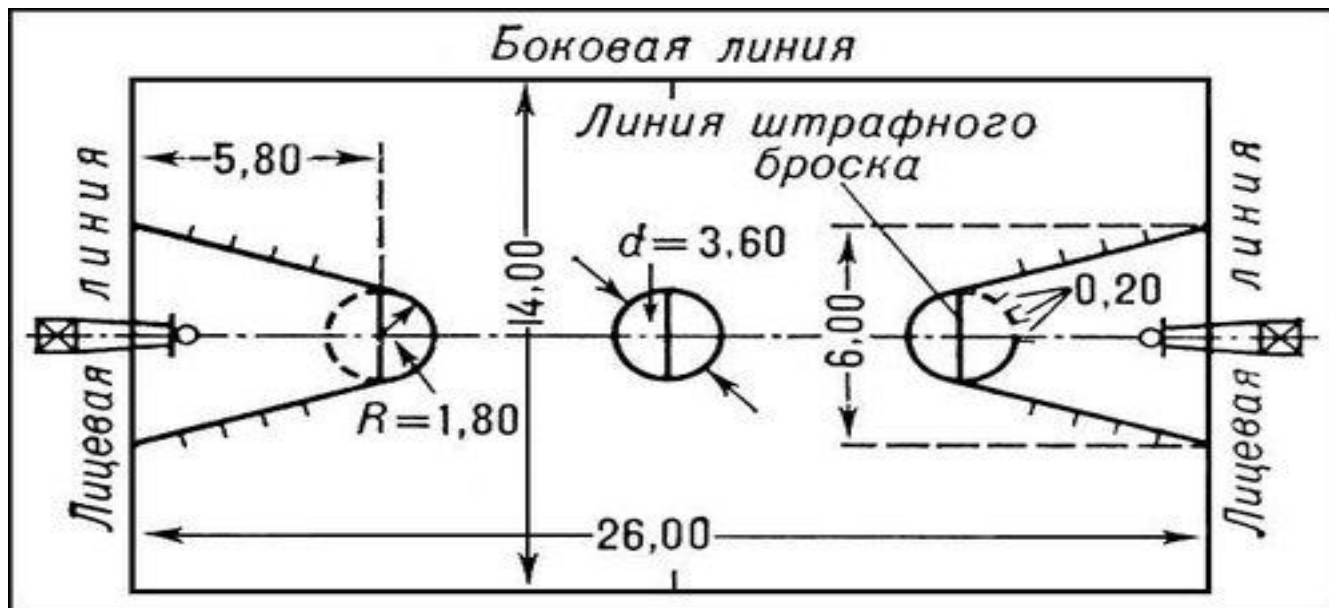 Боковая линия
Линия штрафного
броска
5,80
Лицевая линия
d=3,60
14,00
6,00
0,20
R=1,80
26,00
Лицевая линия